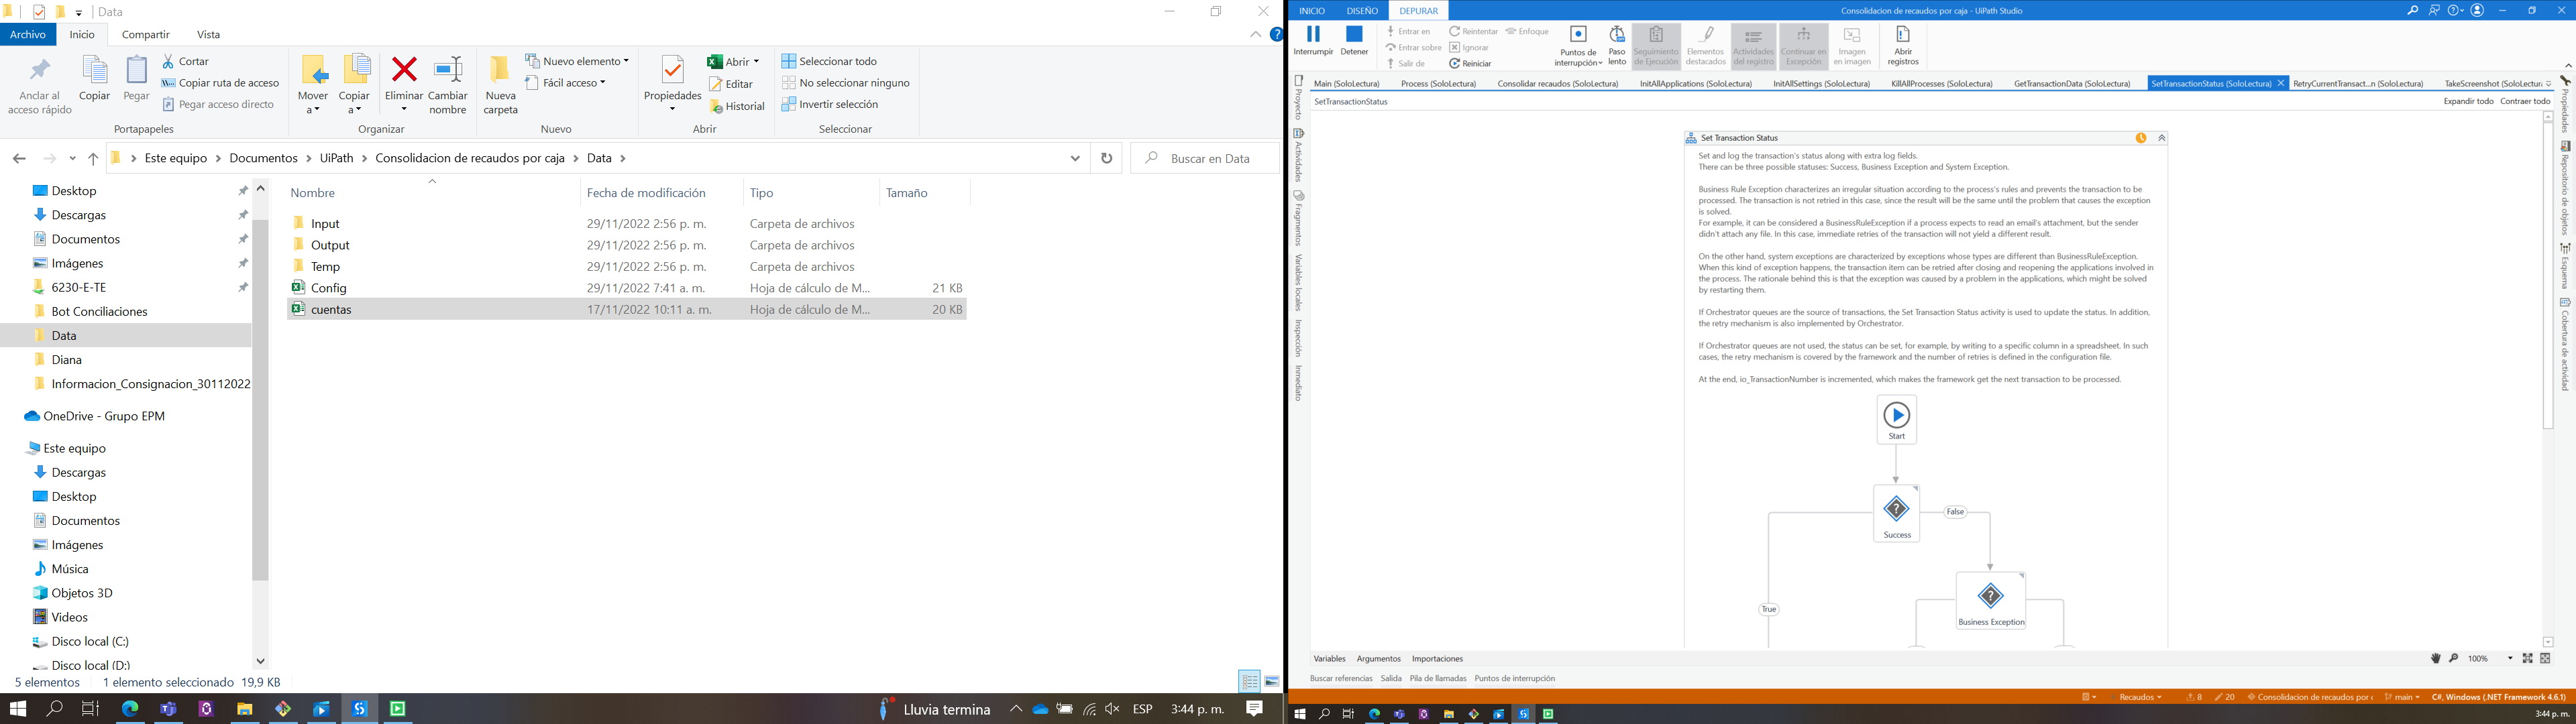 Data
Archivo Inicio Compartir Vista
Anclar al acceso rápido
Copiar
Pegar
Cortar
Copiar ruta de acceso
Pegar acceso directo
Portapapeles
Mover a
Copiar a
Eliminar
Cambiar nombre
Organizar
Nueva carpeta
Nuevo elemento
Fácil acceso
Nuevo
Propiedades
Abrir
Editar
Historial
Abrir
Seleccionar todo
No seleccionar ninguno
Invertir selección
Seleccionar
Este equipo > Documentos > UiPath > Consolidacion de recaudos por caja > Data >
Buscar en Data
Desktop
Descargas
Documentos
Imágenes
6230-E-TE
Bot Conciliaciones
Data
Diana
Informacion_Consignacion_30112022
OneDrive - Grupo EPM
Este equipo
Descargas
Desktop
Documentos
Imágenes
Música
Objetos 3D
Videos
Disco local (C:)
Disco local (D:)
Nombre Fecha de modificación Tipo Tamaño
Input 29/11/2022 2:56 p. m. Carpeta de archivos
Output 29/11/2022 2:56 p. m. Carpeta de archivos
Temp 29/11/2022 2:56 p. m. Carpeta de archivos
Config 29/11/2022 7:41 a. m. Hoja de cálculo de M... 21 KB
cuentas 17/11/2022 10:11 a. m. Hoja de cálculo de M... 20 KB
5 elementos 1 elemento seleccionado 19,9 KB
Lluvia termina ESP 3:44 p. m.
INICIO DISEÑO DEPURAR
Consolidacion de recaudos por caja - UiPath Studio
Interrumpir
Detener
Entrar en
Entrar sobre
Salir de
Reintentar
Ignorar
Reiniciar
Enfoque
Puntos de interrupción
Paso lento
Seguimiento de Ejecución
Elementos destacados
Actividades del registro
Continuar en Excepción
Imagen en imagen
Abrir registros
Main (SoloLectura) Process (SoloLectura) Consolidar recaudos (SoloLectura) InitAllApplications (SoloLectura) InitAllSettings (SoloLectura) KillAllProcesses (SoloLectura) GetTransactionData (SoloLectura) SetTransactionStatus (SoloLectura) RetryCurrentTransact...n (SoloLectura) TakeScreenshot (SoloLectura
SetTransactionStatus
Expandir todo Contraer todo
Proyecto
Actividades
Fragmentos
Variables locales
Inspección
Inmediato
Set Transaction Status
Set and log the transaction's status along with extra log fields.
There can be three possible statuses: Success, Business Exception and System Exception.
Business Rule Exception characterizes an irregular situation according to the process's rules and prevents the transaction to be
processed. The transaction is not retried in this case, since the result will be the same until the problem that causes the exception
is solved.
For example, it can be considered a BusinessRuleException if a process expects to read an email's attachment, but the sender
didn't attach any file. In this case, immediate retries of the transaction will not yield a different result.
On the other hand, system exceptions are characterized by exceptions whose types are different than BusinessRuleException.
When this kind of exception happens, the transaction item can be retried after closing and reopening the applications involved in
the process. The rationale behind this is that the exception was caused by a problem in the applications, which might be solved
by restarting them.
If Orchestrator queues are the source of transactions, the Set Transaction Status activity is used to update the status. In addition,
the retry mechanism is also implemented by Orchestrator.
If Orchestrator queues are not used, the status can be set, for example, by writing to a specific column in a spreadsheet. In such
cases, the retry mechanism is covered by the framework and the number of retries is defined in the configuration file.
At the end, io_TransactionNumber is incremented, which makes the framework get the next transaction to be processed.
Start
Success
False
True
Business Exception
Propiedades
Repositorio de objetos
Esquema
Cobertura de actividad
Variables Argumentos Importaciones
100%
Buscar referencias Salida Pila de llamadas Puntos de interrupción
Recaudos 8 20 Consolidacion de recaudos por c main C#, Windows (.NET Framework 4.6.1)
3:44 p. m.